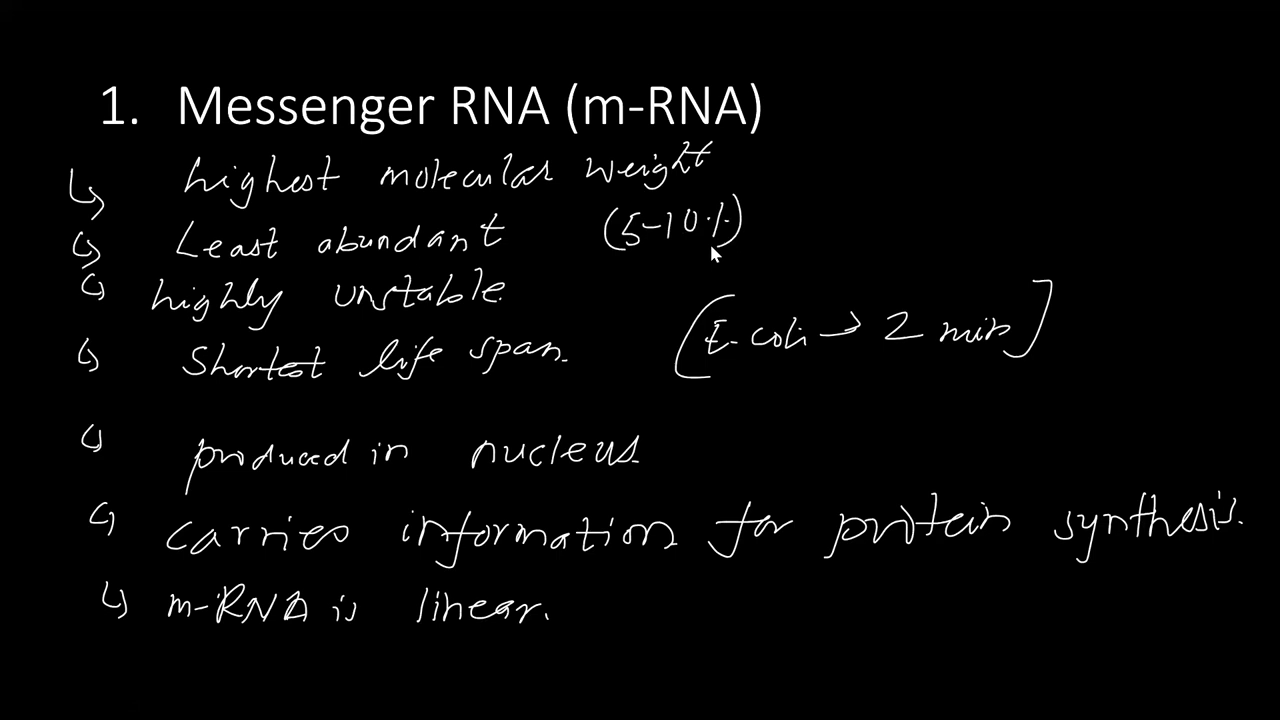 1. Messenger RNA (m-RNA)
highest molecular weight
Least abundant (5-10%)
highly unstable
Shortest life span. [E. coli → 2 min]
produced in nucleus.
carries information for protein synthesis.
m-RNA is linear.